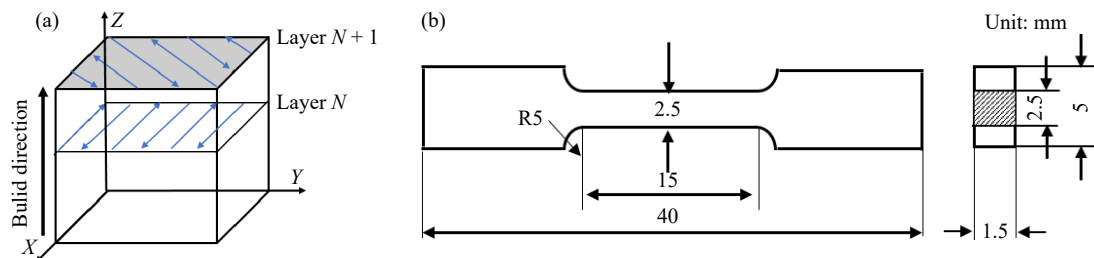 (a)
Z
Layer N + 1
Layer N
Bulid direction
Y
X
(b)
Unit: mm
2.5
R5
15
40
2.5
5
1.5